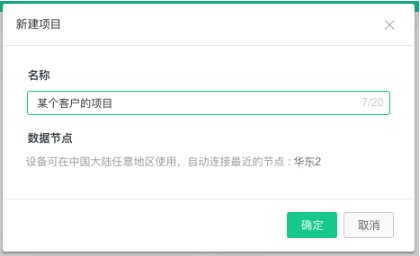 新建项目
名称
某个客户的项目 7/20
数据节点
设备可在中国大陆任意地区使用，自动连接最近的节点 : 华东2
确定 取消